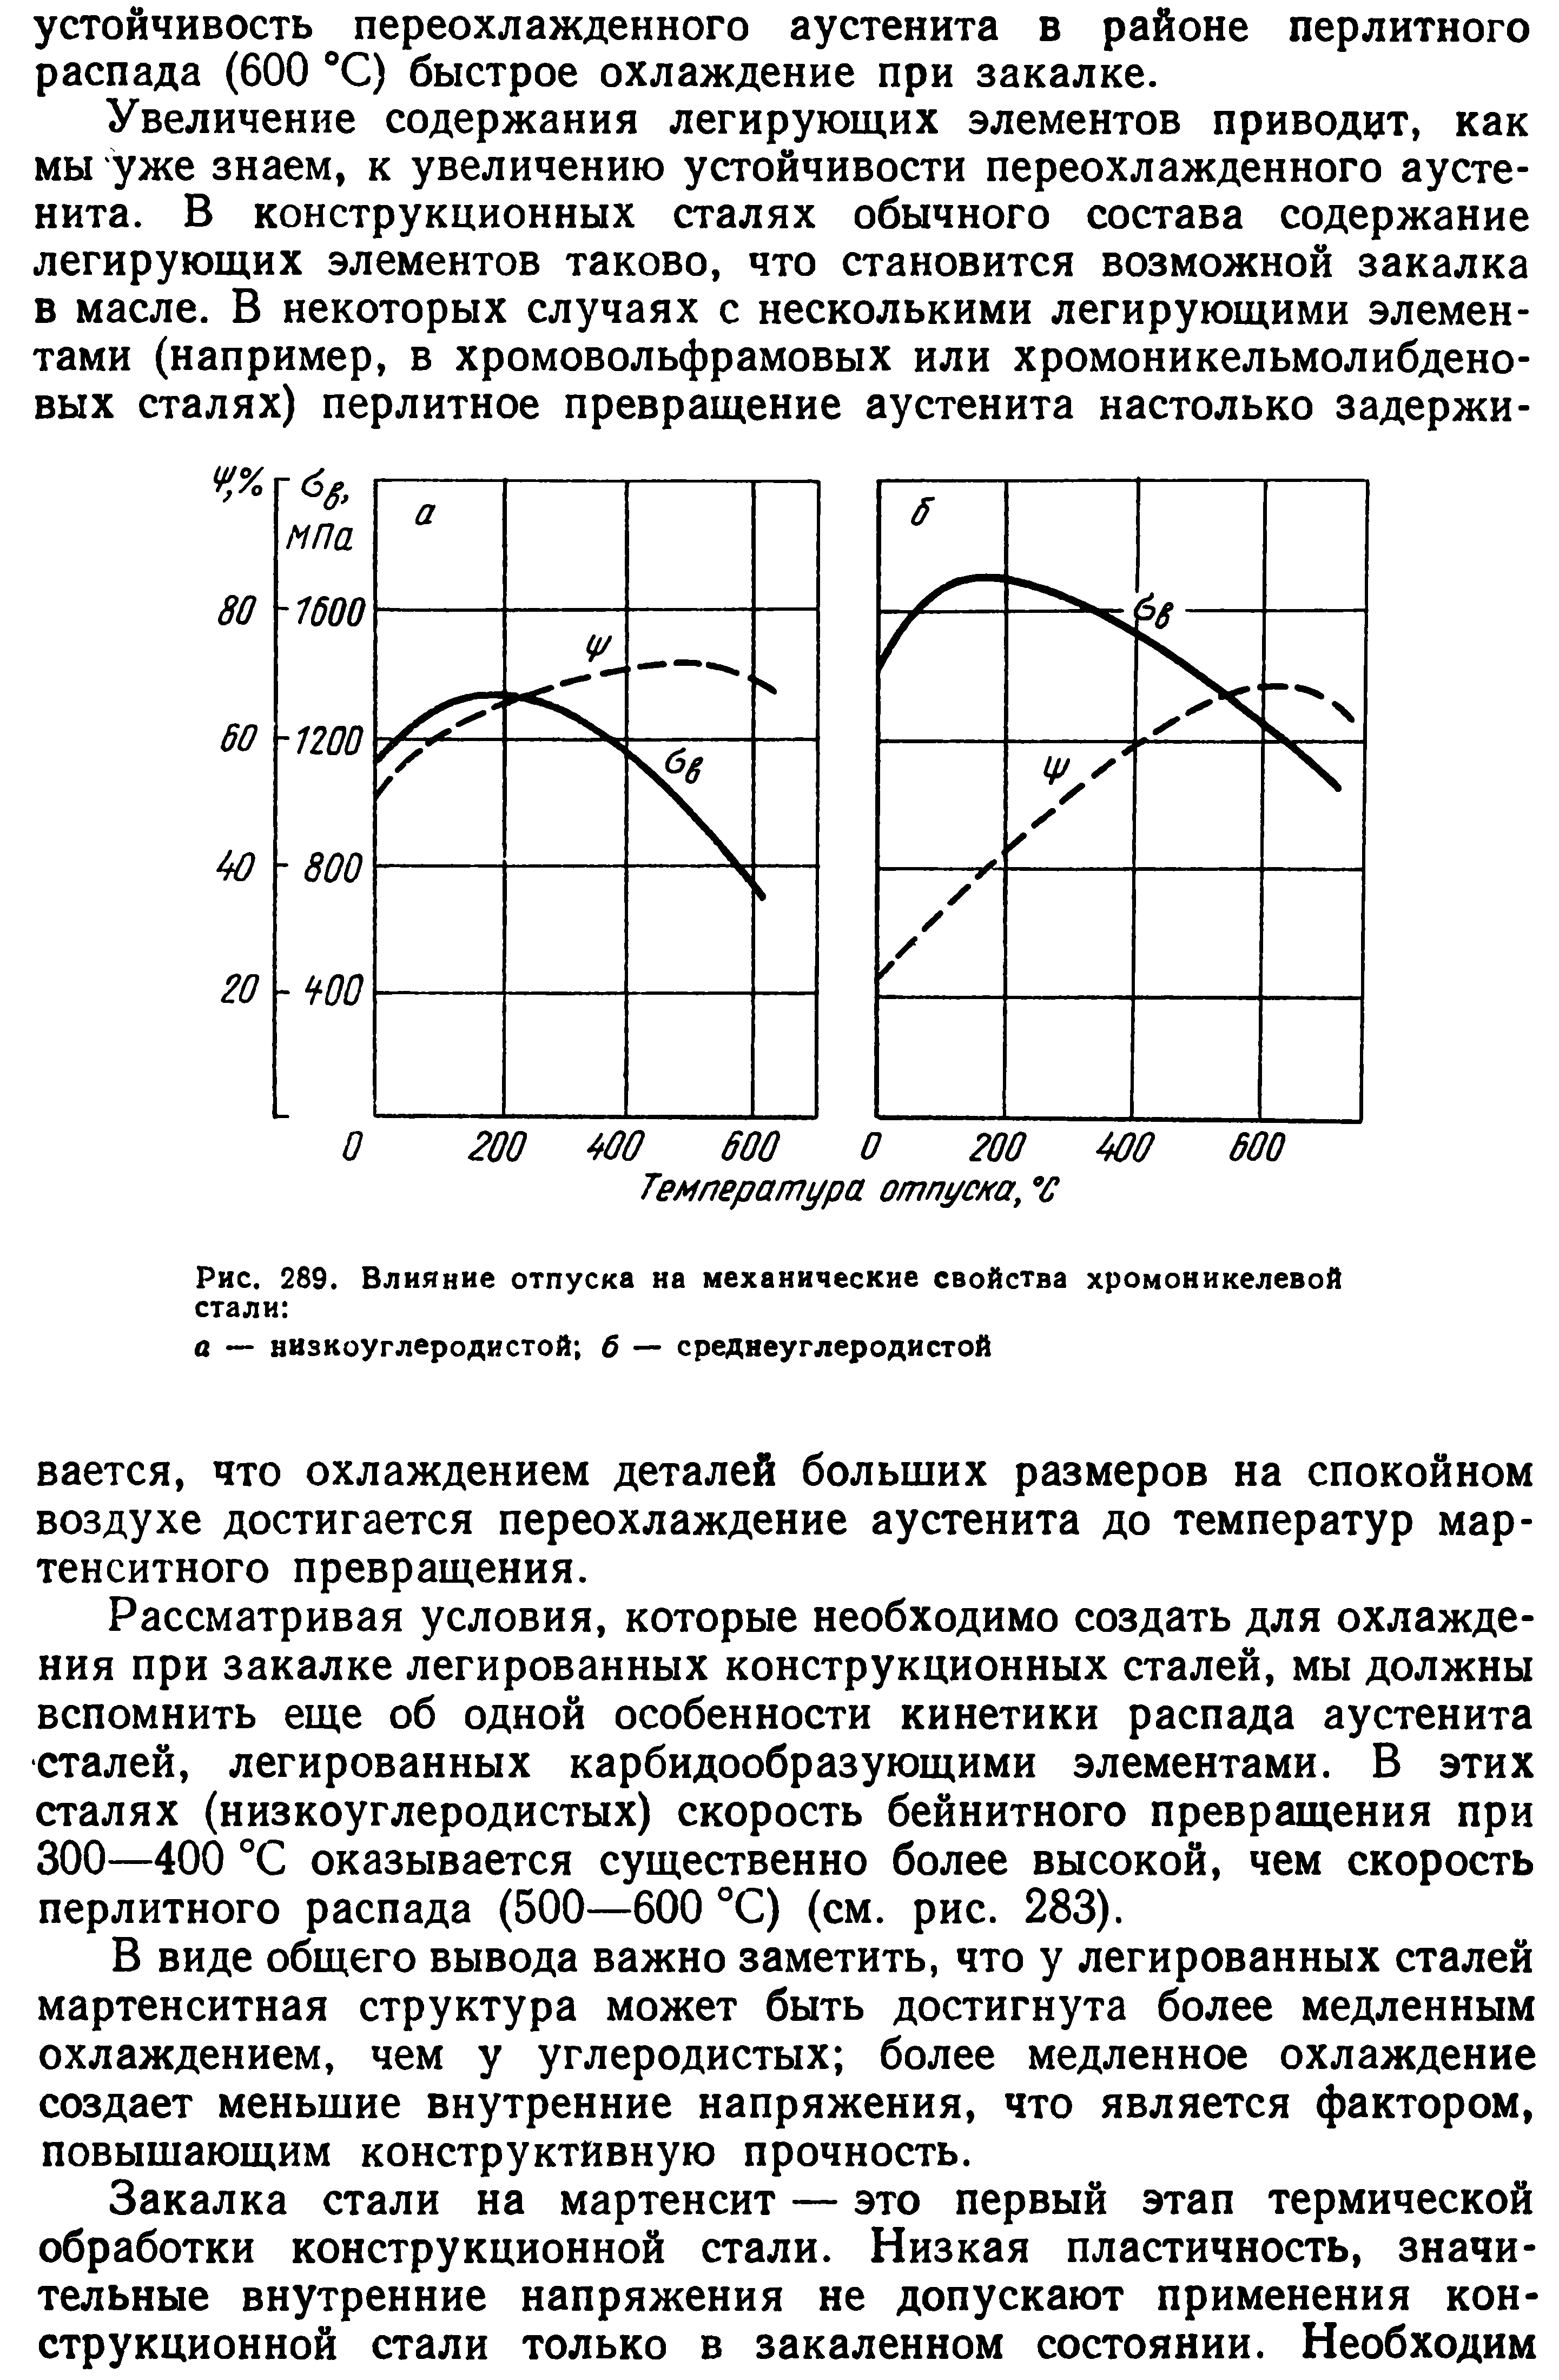 устойчивость переохлажденного аустенита в районе перлитного
распада (600 °С) быстрое охлаждение при закалке.
Увеличение содержания легирующих элементов приводит, как
мы уже знаем, к увеличению устойчивости переохлажденного аусте-
нита. В конструкционных сталях обычного состава содержание
легирующих элементов таково, что становится возможной закалка
в масле. В некоторых случаях с несколькими легирующими элемен-
тами (например, в хромовольфрамовых или хромоникельмолибдено-
вых сталях) перлитное превращение аустенита настолько задержи-
ψ,% σв, МПа
а
б
80 1600
60 1200
40 800
20 400
ψ
σв
σв
ψ
0 200 400 600 0 200 400 600
Температура отпуска, °С
Рис. 289. Влияние отпуска на механические свойства хромоникелевой
стали:
а — низкоуглеродистой; б — среднеуглеродистой
вается, что охлаждением деталей больших размеров на спокойном
воздухе достигается переохлаждение аустенита до температур мар-
тенситного превращения.
Рассматривая условия, которые необходимо создать для охлажде-
ния при закалке легированных конструкционных сталей, мы должны
вспомнить еще об одной особенности кинетики распада аустенита
сталей, легированных карбидообразующими элементами. В этих
сталях (низкоуглеродистых) скорость бейнитного превращения при
300—400 °С оказывается существенно более высокой, чем скорость
перлитного распада (500—600 °С) (см. рис. 283).
В виде общего вывода важно заметить, что у легированных сталей
мартенситная структура может быть достигнута более медленным
охлаждением, чем у углеродистых; более медленное охлаждение
создает меньшие внутренние напряжения, что является фактором,
повышающим конструктивную прочность.
Закалка стали на мартенсит — это первый этап термической
обработки конструкционной стали. Низкая пластичность, значи-
тельные внутренние напряжения не допускают применения кон-
струкционной стали только в закаленном состоянии. Необходим